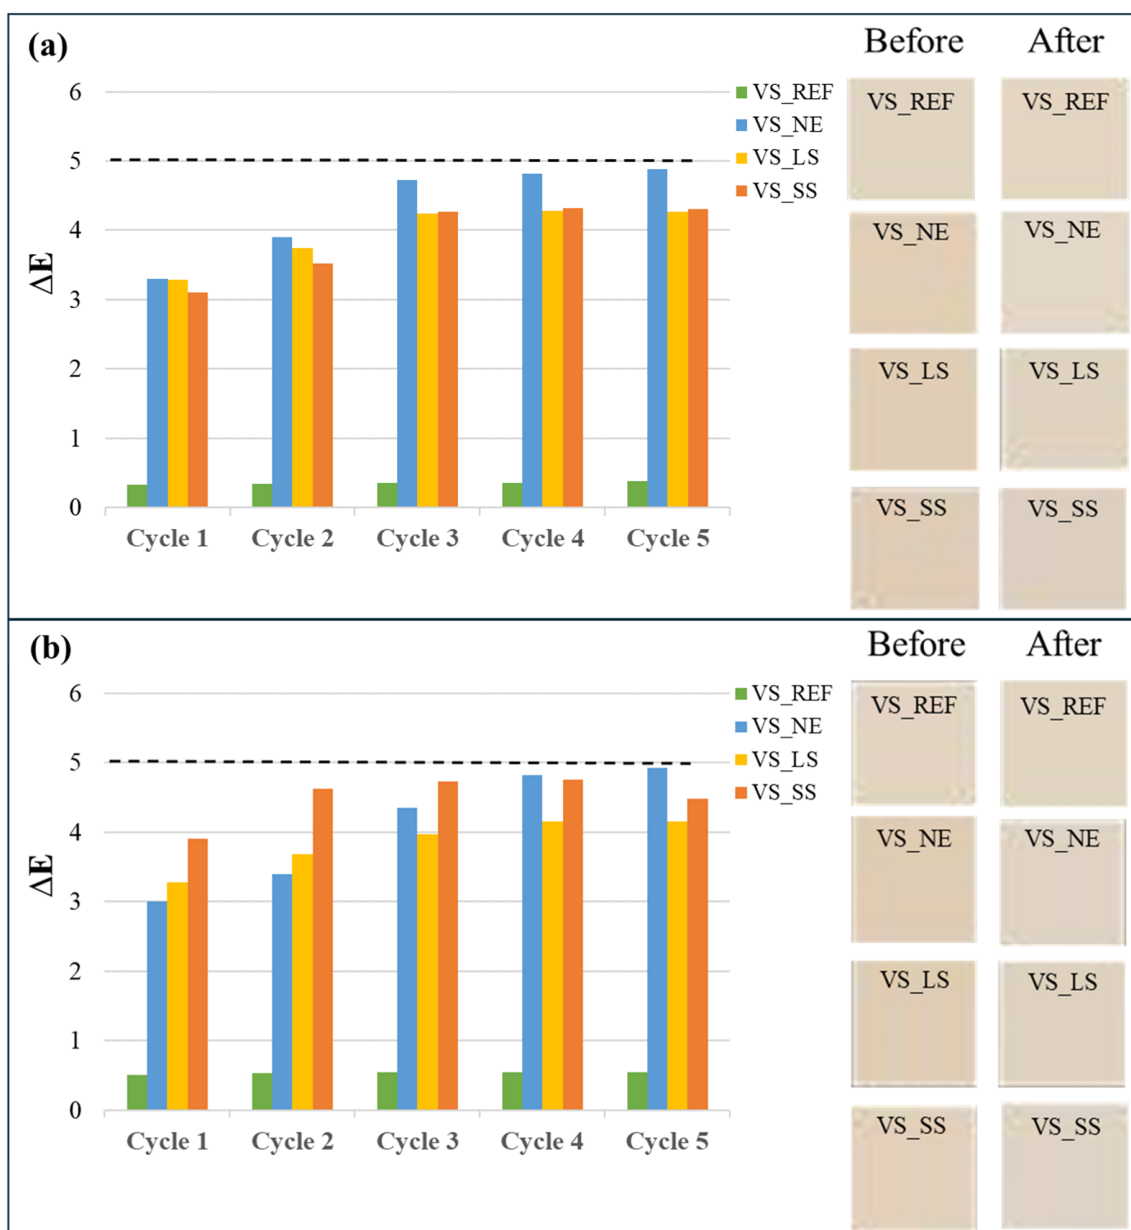 (a)
Before After
6
5
4
3
2
1
0
ΔE
Cycle 1 Cycle 2 Cycle 3 Cycle 4 Cycle 5
VS_REF
VS_NE
VS_LS
VS_SS
VS_REF VS_REF
VS_NE VS_NE
VS_LS VS_LS
VS_SS VS_SS
(b)
Before After
6
5
4
3
2
1
0
ΔE
Cycle 1 Cycle 2 Cycle 3 Cycle 4 Cycle 5
VS_REF
VS_NE
VS_LS
VS_SS
VS_REF VS_REF
VS_NE VS_NE
VS_LS VS_LS
VS_SS VS_SS